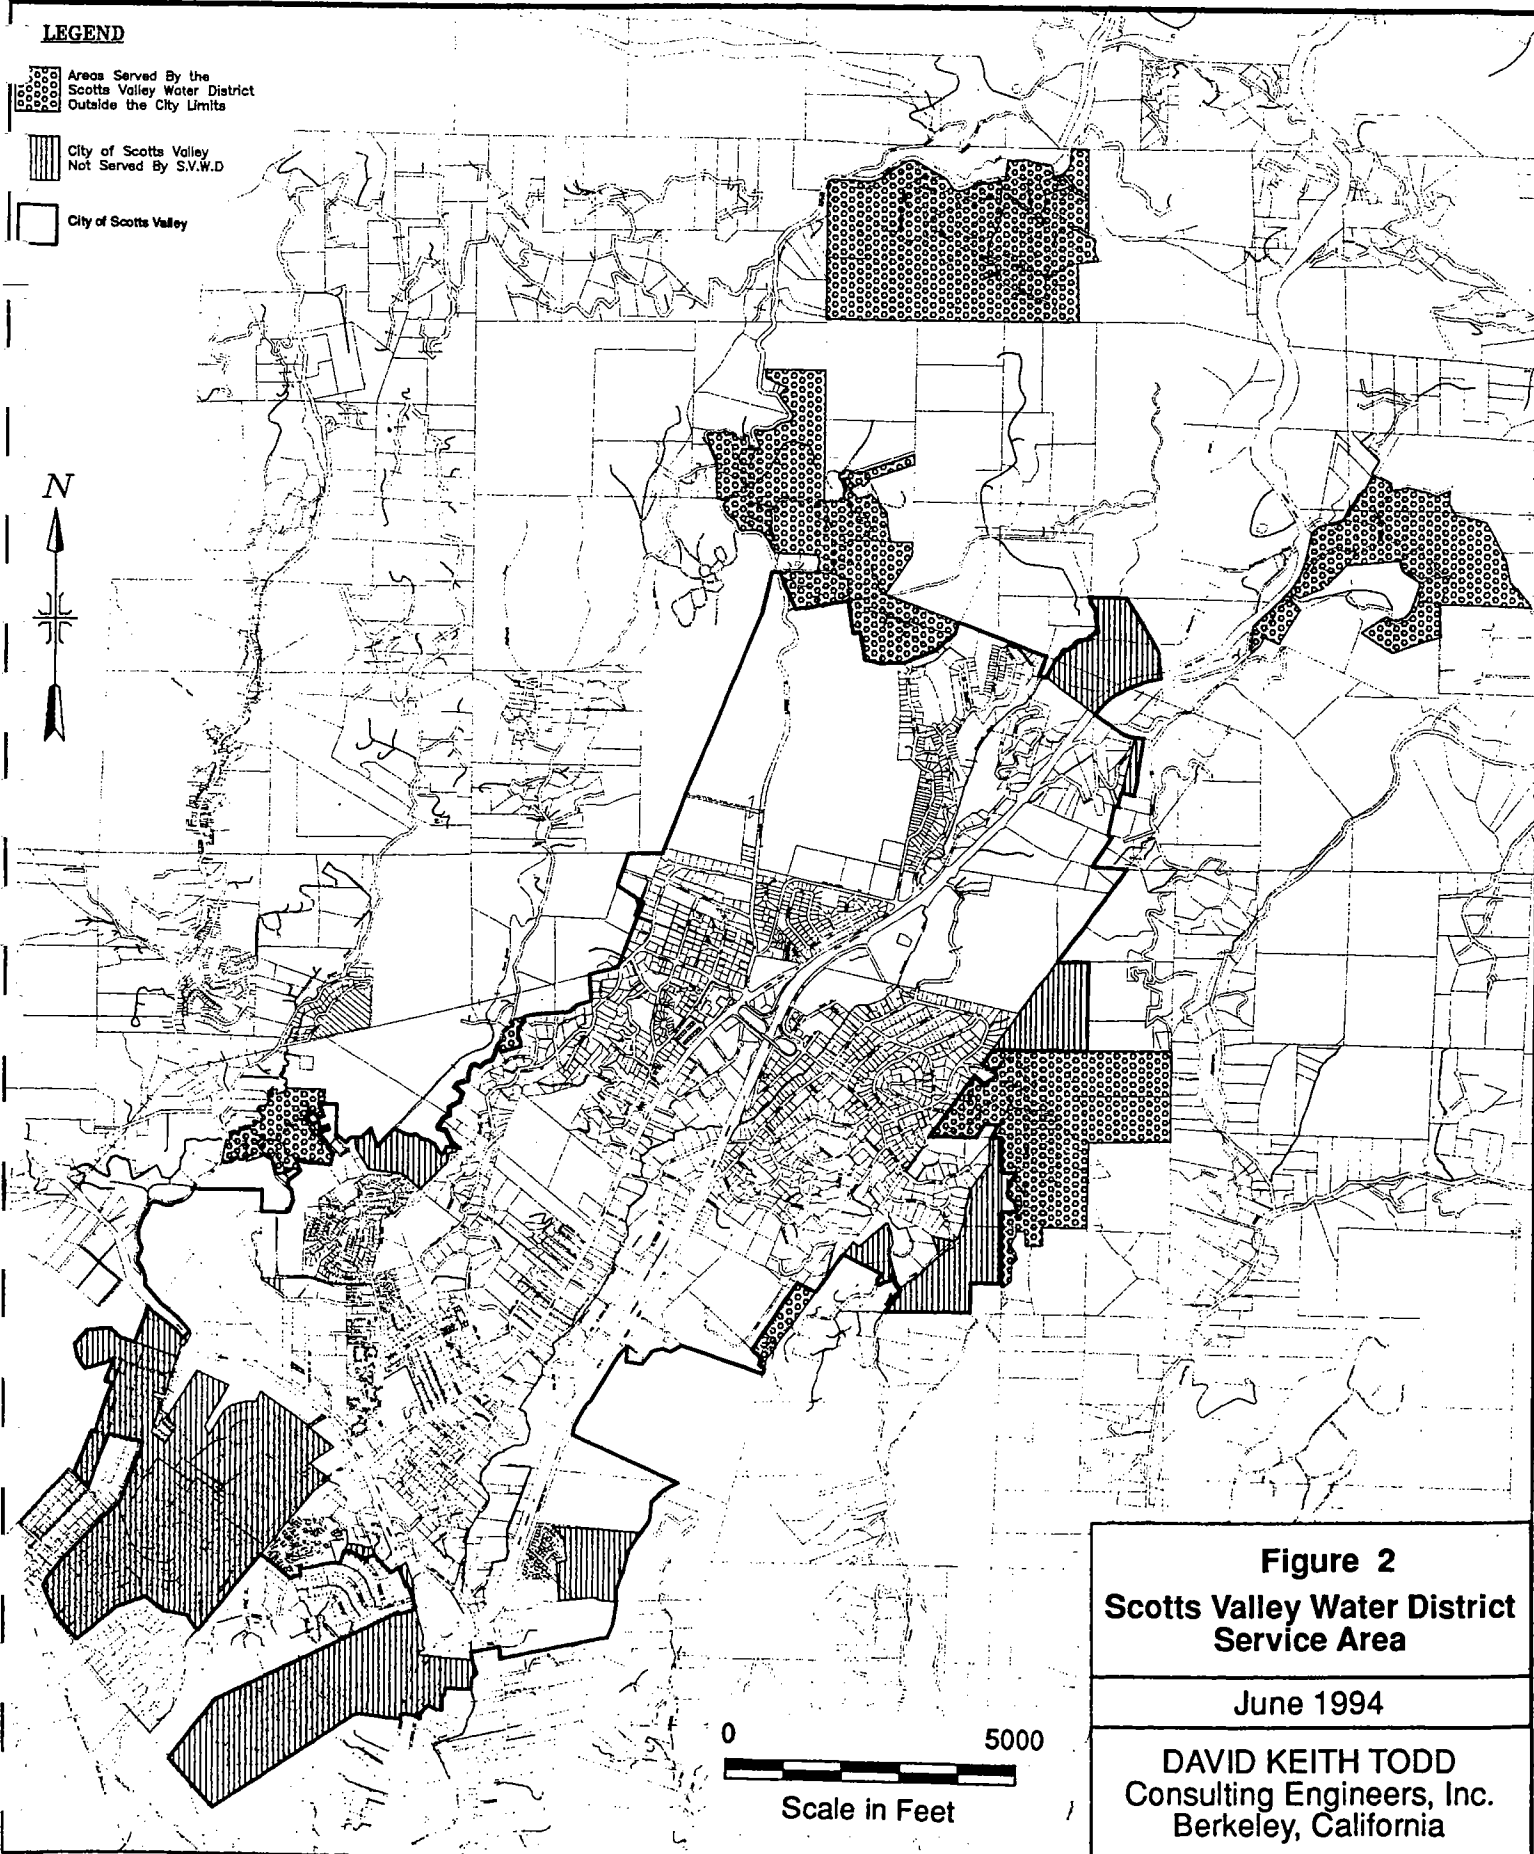 LEGEND
Areas Served By the
Scotts Valley Water District
Outside the City Limits
City of Scotts Valley
Not Served By S.V.W.D
City of Scotts Valley
N
0 5000
Scale in Feet
Figure 2
Scotts Valley Water District
Service Area
June 1994
DAVID KEITH TODD
Consulting Engineers, Inc.
Berkeley, California